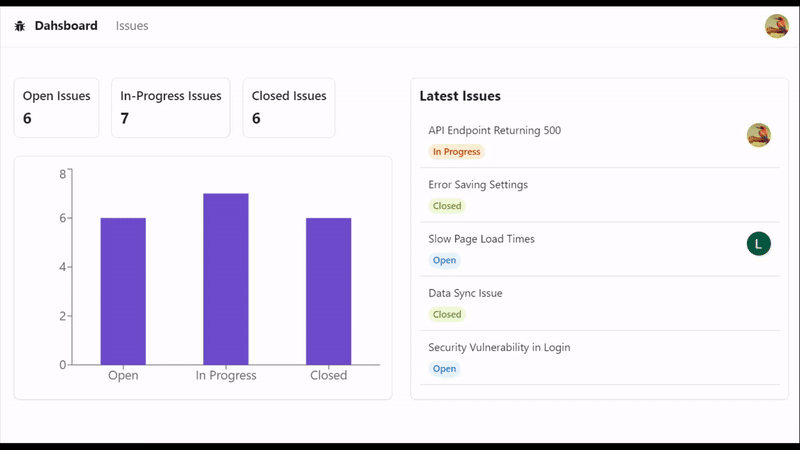 Dahsboard Issues
Open Issues
6
In-Progress Issues
7
Closed Issues
6
8
6
4
2
0
Open In Progress Closed
Latest Issues
API Endpoint Returning 500
In Progress
Error Saving Settings
Closed
Slow Page Load Times
L
Open
Data Sync Issue
Closed
Security Vulnerability in Login
Open